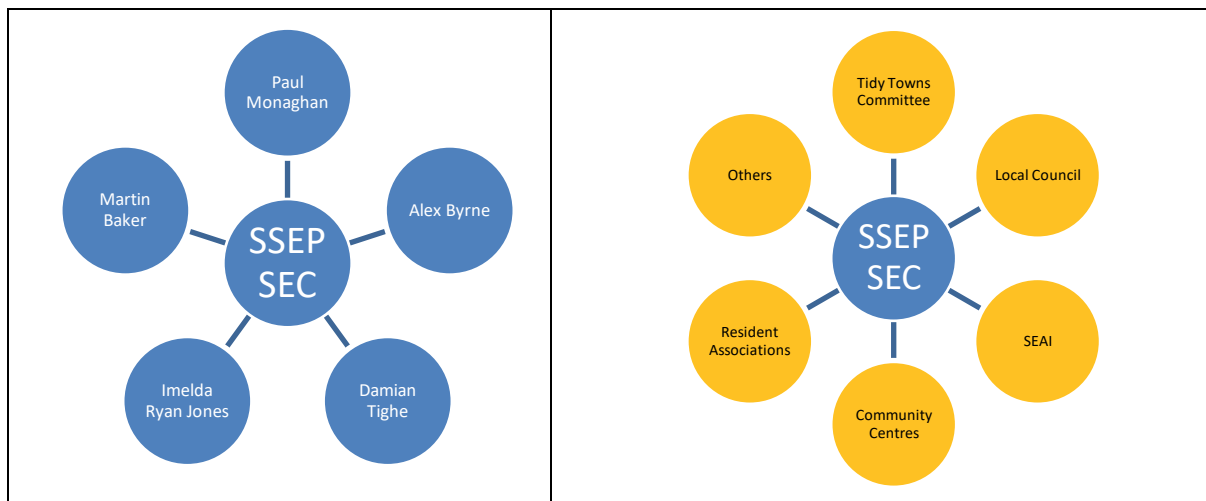 Paul
Monaghan
Martin
Baker
Alex Byrne
SSEP
SEC
Imelda
Ryan Jones
Damian
Tighe
Tidy Towns
Committee
Others
Local Council
SSEP
SEC
Resident
Associations
SEAI
Community
Centres